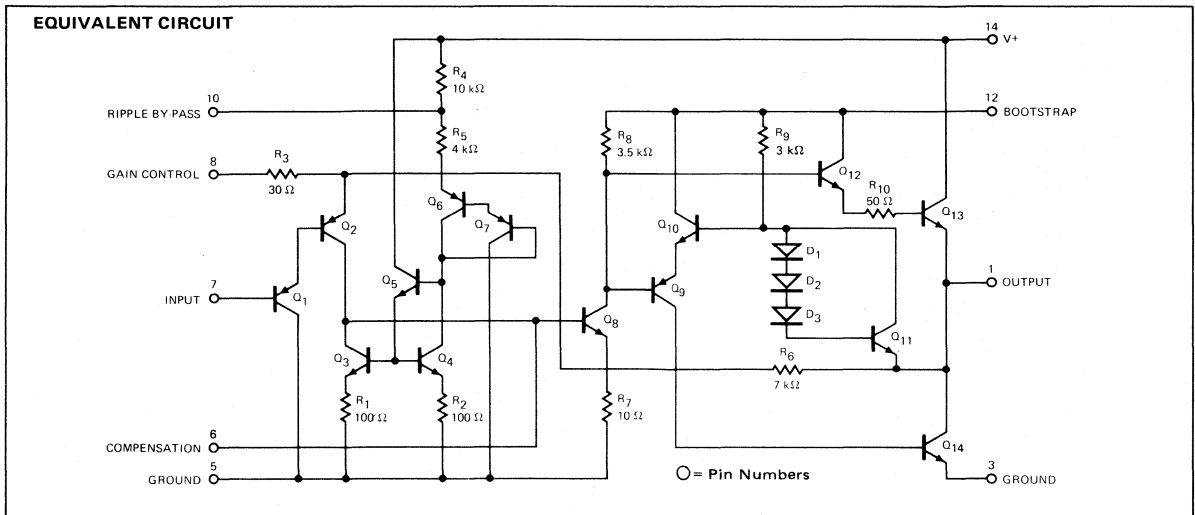 EQUIVALENT CIRCUIT
14
V+
R4
10 kΩ
10
RIPPLE BY-PASS
12
BOOTSTRAP
R5
4 kΩ
R8
3.5 kΩ
R9
3 kΩ
8
GAIN CONTROL
R3
30 Ω
Q12
R10
50 Ω
Q6
Q7
Q2
Q10
Q13
D1
D2
D3
7
INPUT
Q1
Q5
Q9
1
OUTPUT
Q8
Q11
Q3
Q4
R6
7 kΩ
R1
100 Ω
R2
100 Ω
R7
10 Ω
6
COMPENSATION
Q14
5
GROUND
O = Pin Numbers
3
GROUND